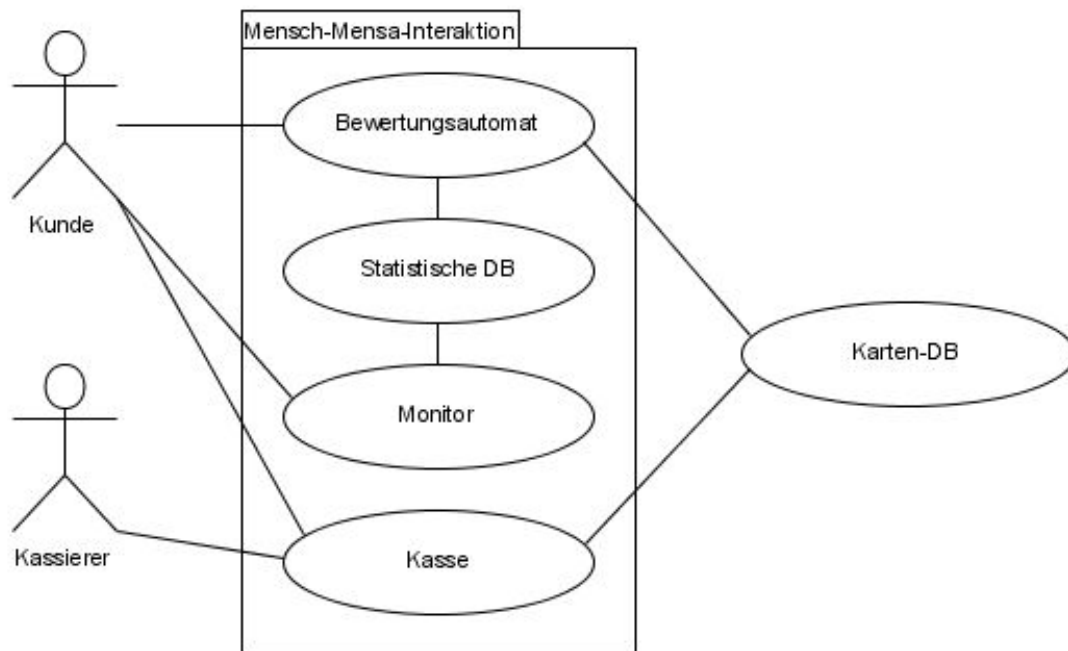 Mensch-Mensa-Interaktion
Bewertungsautomat
Kunde
Statistische DB
Karten-DB
Monitor
Kassierer
Kasse